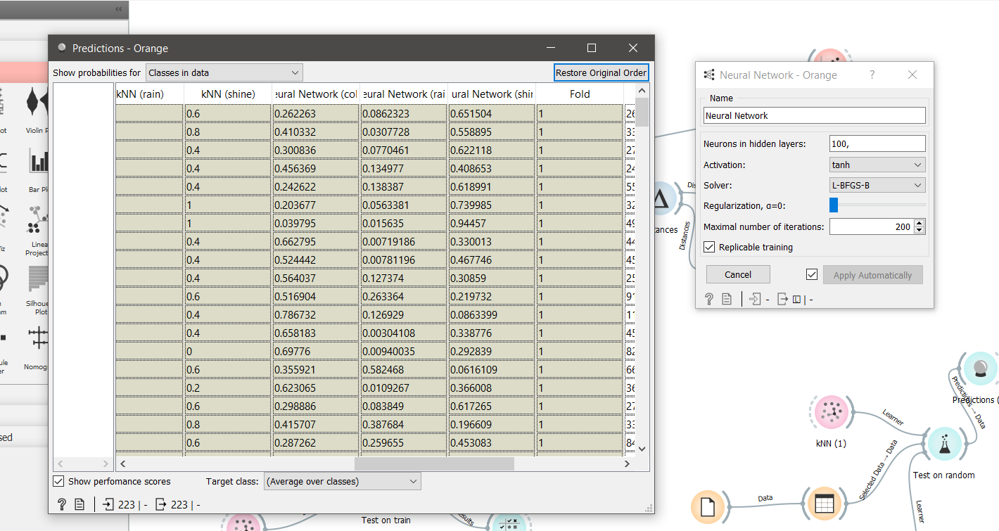 «
Predictions - Orange
Show probabilities for Classes in data Restore Original Order
kNN (rain) kNN (shine) eural Network (col eural Network (rai ural Network (shin Fold
0.6 0.262263 0.0862323 0.651504 1 26
0.8 0.410332 0.0307728 0.558895 1 33
0.4 0.300836 0.0770461 0.622118 1 27
0.4 0.456369 0.134977 0.408653 1 24
0.4 0.242622 0.138387 0.618991 1 55
1 0.203677 0.0563381 0.739985 1 32
1 0.039795 0.015635 0.94457 1 49
0.4 0.662795 0.00719186 0.330013 1 44
0.4 0.524442 0.00781196 0.467746 1 45
0.4 0.564037 0.127374 0.30859 1 25
0.6 0.516904 0.263364 0.219732 1 91
0.4 0.786732 0.126929 0.0863399 1 11
0.4 0.658183 0.00304108 0.338776 1 45
0 0.69776 0.00940035 0.292839 1 82
0.6 0.355921 0.582468 0.0616109 1 66
0.2 0.623065 0.0109267 0.366008 1 36
0.6 0.298886 0.083849 0.617265 1 27
0.8 0.415707 0.387684 0.196609 1 33
0.6 0.287262 0.259655 0.453083 1 84
Show perfomance scores Target class: (Average over classes)
? 223 | - 223 | -
Neural Network - Orange ?
Name
Neural Network
Neurons in hidden layers: 100,
Activation: tanh
Solver: L-BFGS-B
Regularization, α=0:
Maximal number of iterations: 200
Replicable training
Cancel Apply Automatically
? - L | -
ot Violin P
lot Bar Pl
iz Linea
Project
n Silhoue
m Plot
ule
er Nomog
sed
Dis
tances
Distances
Predictions → Data
Predictions (
Learner
kNN (1)
Test on random
Selected Data → Data
Data
Learner
Test on train
esults